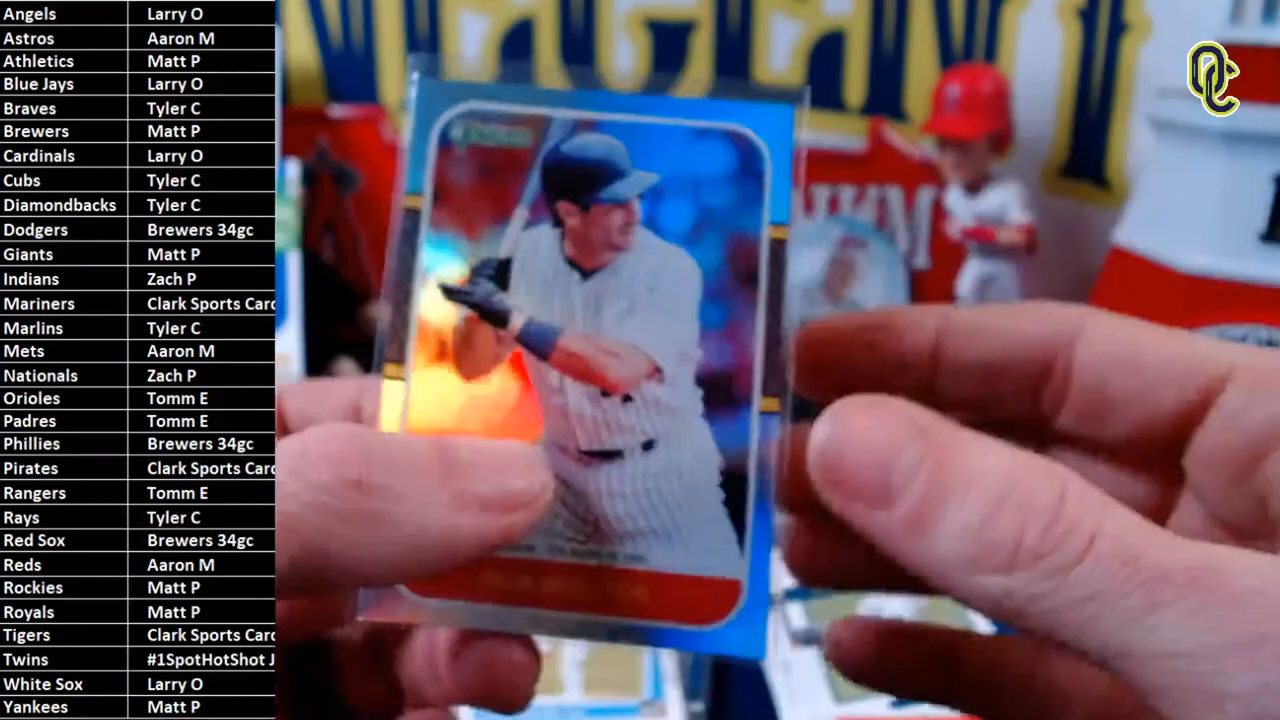 Angels Larry O
Astros Aaron M
Athletics Matt P
Blue Jays Larry O
Braves Tyler C
Brewers Matt P
Cardinals Larry O
Cubs Tyler C
Diamondbacks Tyler C
Dodgers Brewers 34gc
Giants Matt P
Indians Zach P
Mariners Clark Sports Card
Marlins Tyler C
Mets Aaron M
Nationals Zach P
Orioles Tomm E
Padres Tomm E
Phillies Brewers 34gc
Pirates Clark Sports Card
Rangers Tomm E
Rays Tyler C
Red Sox Brewers 34gc
Reds Aaron M
Rockies Matt P
Royals Matt P
Tigers Clark Sports Card
Twins #1SpotHotShot J
White Sox Larry O
Yankees Matt P
OC